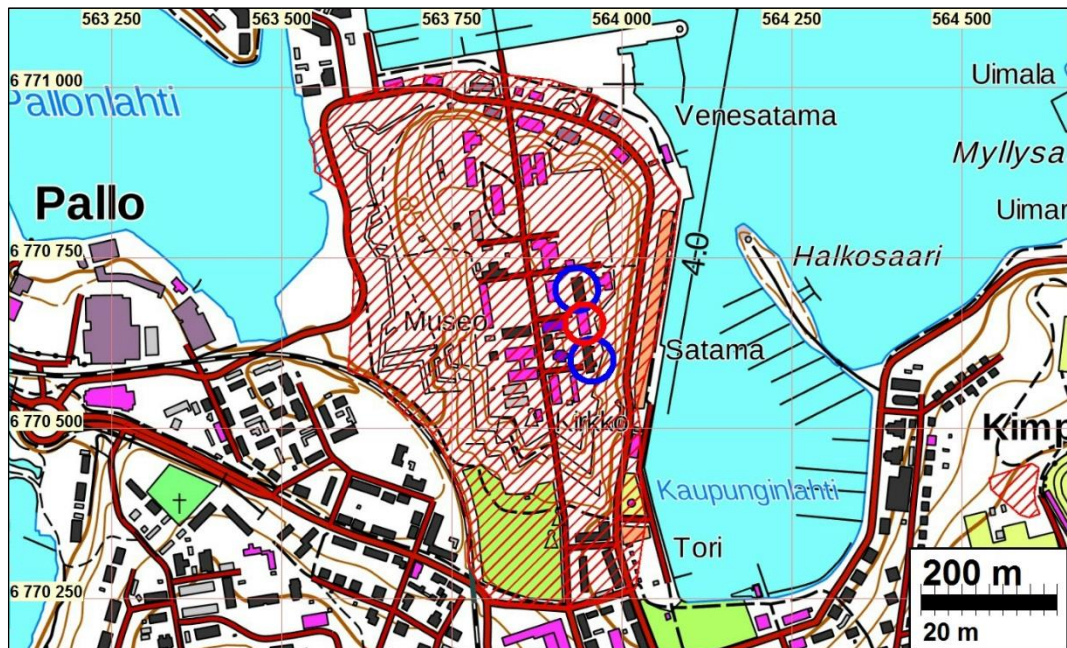 563 250
563 500
563 750
564 000
564 250
564 500
6 771 000
Uimala
Pallonlahti
Venesatama
Myllysa
Pallo
Uimar
6 770 750
4.0
Halkosaari
Museo
Satama
6 770 500
Kirkko
Kimp
Kaupunginlahti
Tori
200 m
20 m
6 770 250